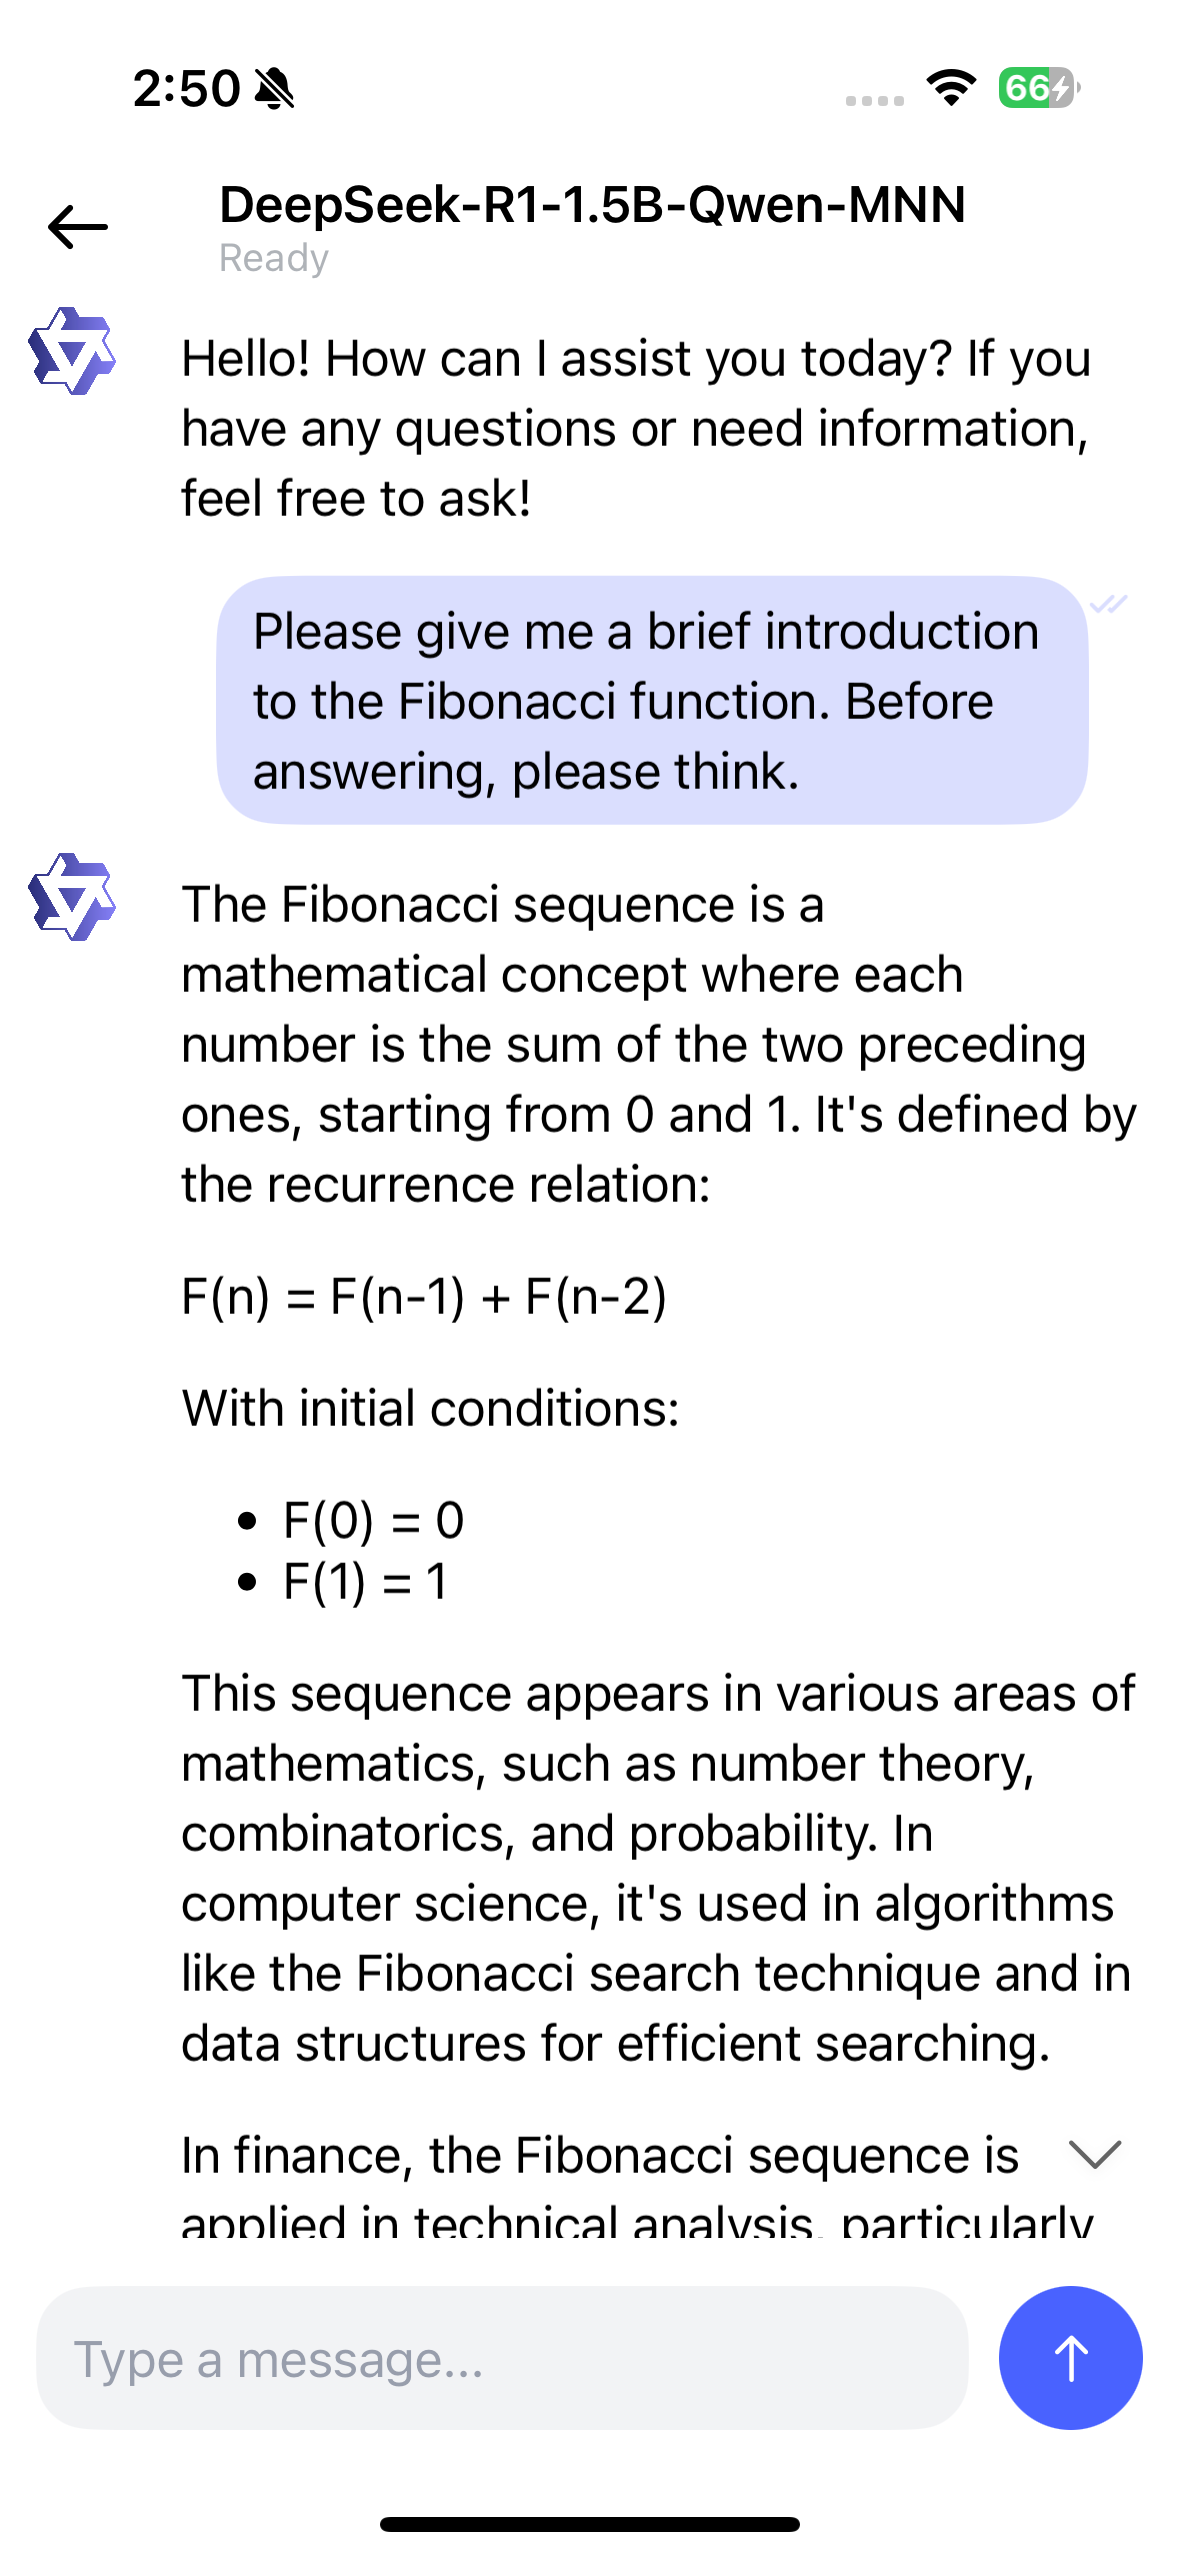 2:50
66
DeepSeek-R1-1.5B-Qwen-MNN
Ready
Hello! How can I assist you today? If you
have any questions or need information,
feel free to ask!
Please give me a brief introduction
to the Fibonacci function. Before
answering, please think.
The Fibonacci sequence is a
mathematical concept where each
number is the sum of the two preceding
ones, starting from 0 and 1. It's defined by
the recurrence relation:
F(n) = F(n-1) + F(n-2)
With initial conditions:
• F(0) = 0
• F(1) = 1
This sequence appears in various areas of
mathematics, such as number theory,
combinatorics, and probability. In
computer science, it's used in algorithms
like the Fibonacci search technique and in
data structures for efficient searching.
In finance, the Fibonacci sequence is
applied in technical analysis, particularly
Type a message...